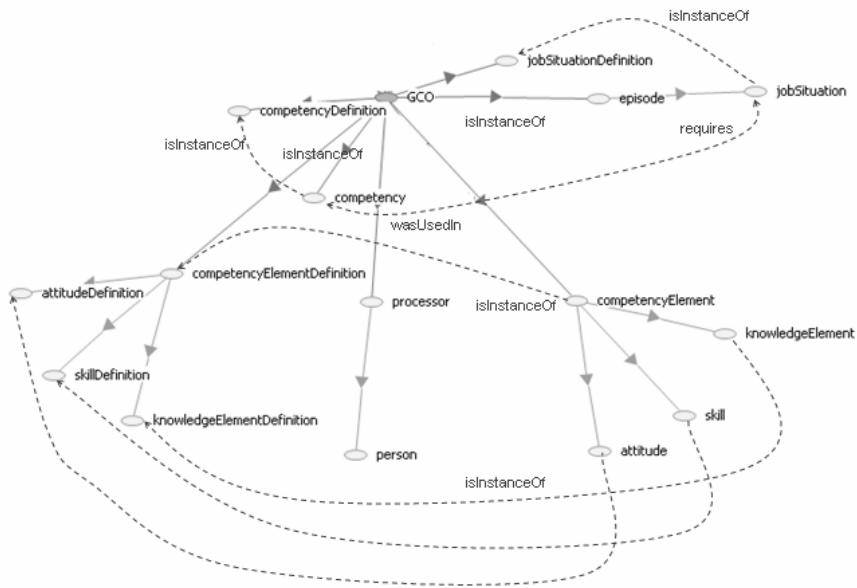 isInstanceOf
jobSituationDefinition
GCO
episode
jobSituation
competencyDefinition
isInstanceOf
requires
isInstanceOf
isInstanceOf
competency
wasUsedIn
competencyElementDefinition
attitudeDefinition
processor
isInstanceOf
competencyElement
knowledgeElement
skillDefinition
knowledgeElementDefinition
skill
person
attitude
isInstanceOf